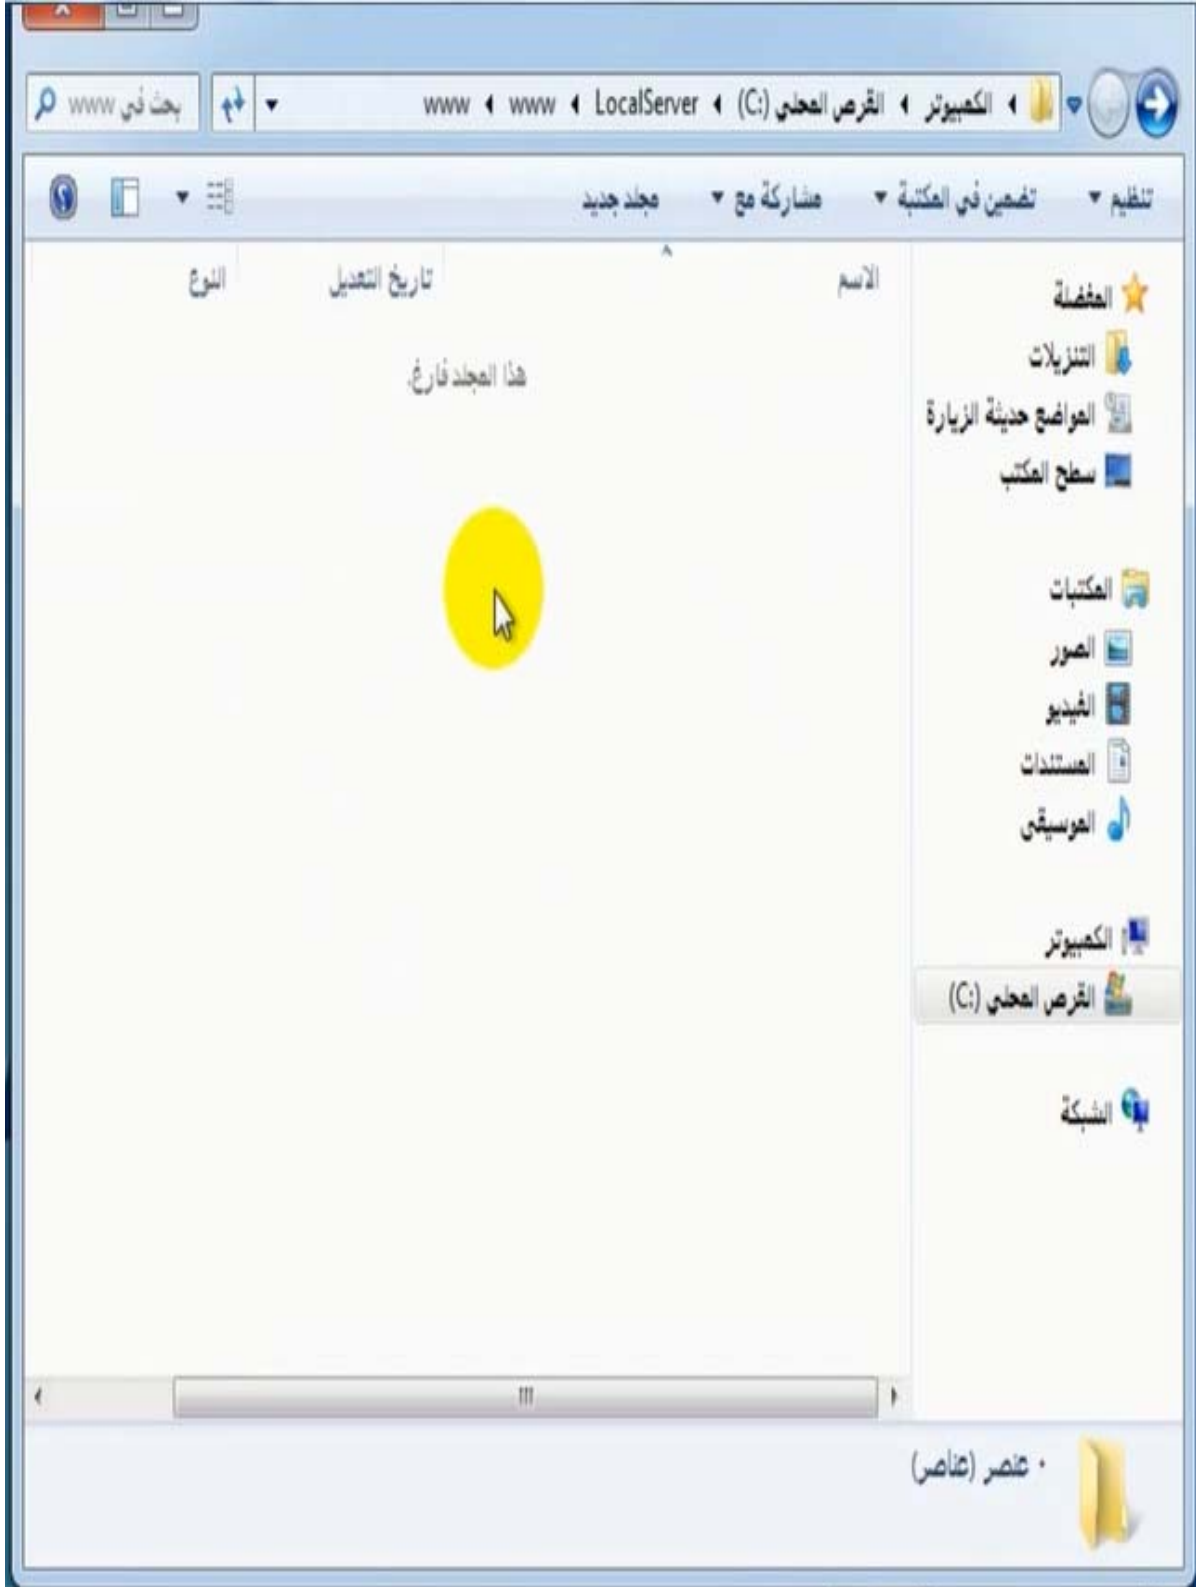 الكمبيوتر القرص المحلي (C:) LocalServer www www
بحث في www
تنظيم تضمين في المكتبة مشاركة مع مجلد جديد
الاسم تاريخ التعديل النوع
هذا المجلد فارغ.
المفضلة
التنزيلات
المواضع حديثة الزيارة
سطح المكتب
المكتبات
الصور
الفيديو
المستندات
الموسيقى
الكمبيوتر
القرص المحلي (C:)
الشبكة
٠ عنصر (عناصر)